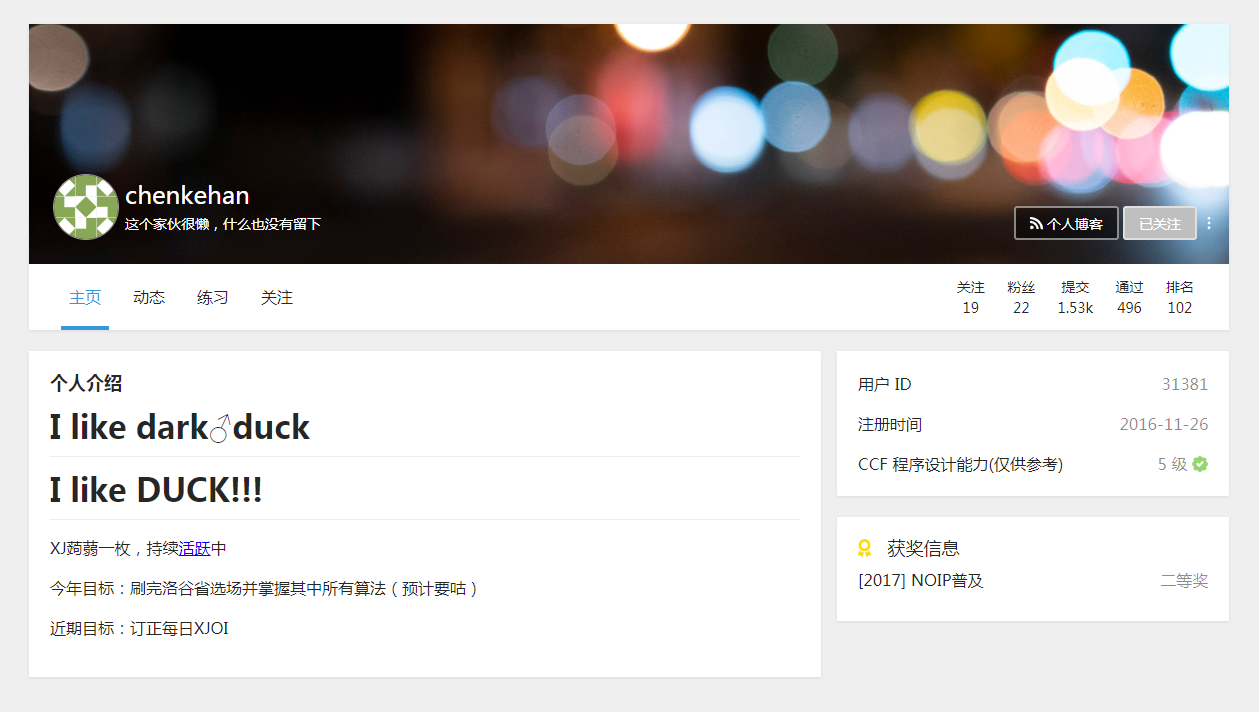 chenkehan
这个家伙很懒，什么也没有留下
个人博客
已关注
主页 动态 练习 关注
关注 粉丝 提交 通过 排名
19 22 1.53k 496 102
个人介绍
I like dark♂duck
I like DUCK!!!
XJ蒟蒻一枚，持续活跃中
今年目标：刷完洛谷省选场并掌握其中所有算法（预计要咕）
近期目标：订正每日XJOI
用户 ID 31381
注册时间 2016-11-26
CCF 程序设计能力(仅供参考) 5 级
获奖信息
[2017] NOIP普及 二等奖